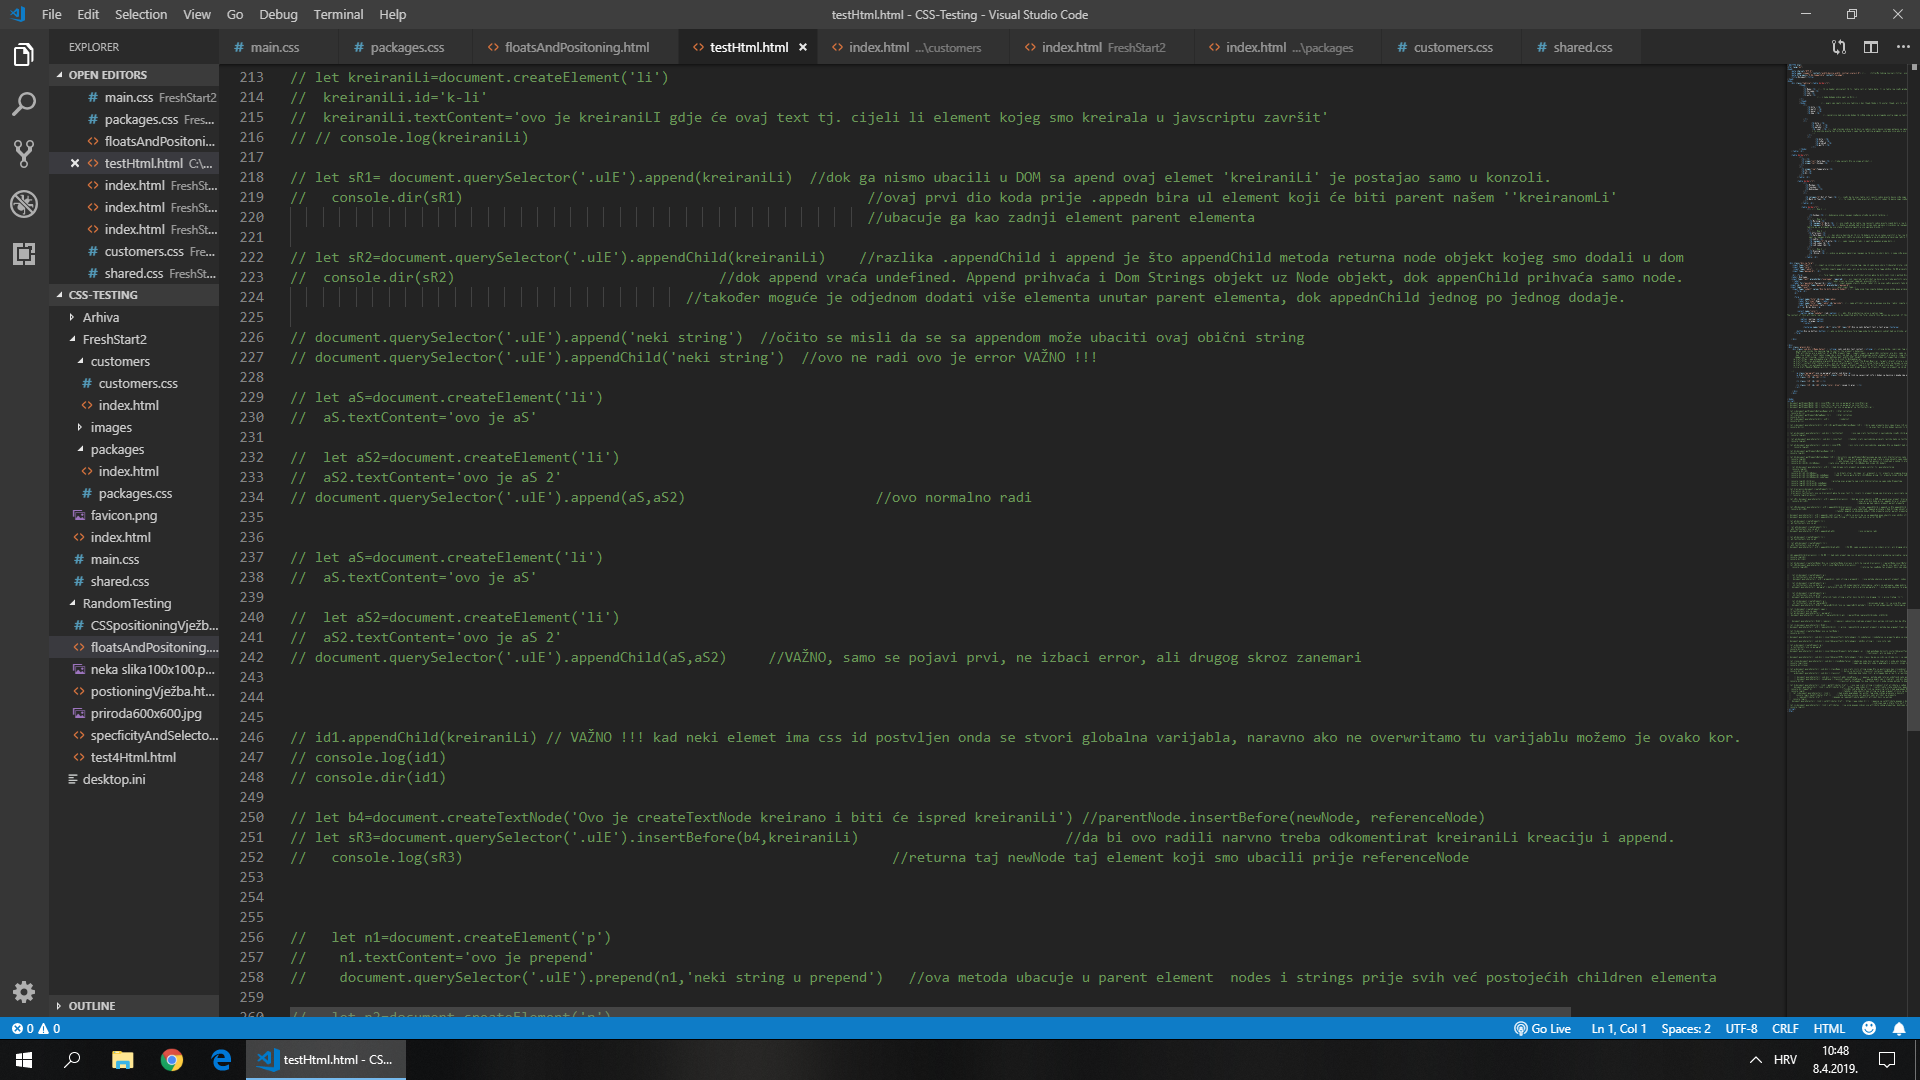 File Edit Selection View Go Debug Terminal Help
testHtml.html - CSS-Testing - Visual Studio Code
EXPLORER
main.css
packages.css
floatsAndPositoning.html
testHtml.html
index.html ...\customers
index.html FreshStart2
index.html ...\packages
customers.css
shared.css
OPEN EDITORS
main.css FreshStart2
packages.css Fres...
floatsAndPositoni...
testHtml.html C:\...
index.html FreshSt...
index.html FreshSt...
index.html FreshSt...
customers.css Fre...
shared.css FreshSt...
CSS-TESTING
Arhiva
FreshStart2
customers
customers.css
index.html
images
packages
index.html
packages.css
favicon.png
index.html
main.css
shared.css
RandomTesting
CSSpositioningVježb...
floatsAndPositoning....
neka slika100x100.p...
postioningVježba.ht...
priroda600x600.jpg
specficityAndSelecto...
test4Html.html
desktop.ini
OUTLINE
213 // let kreiraniLi=document.createElement('li')
214 //  kreiraniLi.id='k-li'
215 //  kreiraniLi.textContent='ovo je kreiraniLI gdje će ovaj text tj. cijeli li element kojeg smo kreirala u javscriptu završit'
216 // // console.log(kreiraniLi)
217
218 // let sR1= document.querySelector('.ulE').append(kreiraniLi)  //dok ga nismo ubacili u DOM sa apend ovaj elemet 'kreiraniLi' je postajao samo u konzoli.
219 //   console.dir(sR1) //ovaj prvi dio koda prije .appedn bira ul element koji će biti parent našem ''kreiranomLi'
220 //ubacuje ga kao zadnji element parent elementa
221
222 // let sR2=document.querySelector('.ulE').appendChild(kreiraniLi)    //razlika .appendChild i append je što appendChild metoda returna node objekt kojeg smo dodali u dom
223 //  console.dir(sR2) //dok append vraća undefined. Append prihvaća i Dom Strings objekt uz Node objekt, dok appenChild prihvaća samo node.
224 //također moguće je odjednom dodati više elementa unutar parent elementa, dok appednChild jednog po jednog dodaje.
225
226 // document.querySelector('.ulE').append('neki string')  //očito se misli da se sa appendom može ubaciti ovaj obični string
227 // document.querySelector('.ulE').appendChild('neki string')  //ovo ne radi ovo je error VAŽNO !!!
228
229 // let aS=document.createElement('li')
230 //  aS.textContent='ovo je aS'
231
232 //  let aS2=document.createElement('li')
233 //  aS2.textContent='ovo je aS 2'
234 // document.querySelector('.ulE').append(aS,aS2) //ovo normalno radi
235
236
237 // let aS=document.createElement('li')
238 //  aS.textContent='ovo je aS'
239
240 //  let aS2=document.createElement('li')
241 //  aS2.textContent='ovo je aS 2'
242 // document.querySelector('.ulE').appendChild(aS,aS2)     //VAŽNO, samo se pojavi prvi, ne izbaci error, ali drugog skroz zanemari
243
244
245
246 // id1.appendChild(kreiraniLi) // VAŽNO !!! kad neki elemet ima css id postvljen onda se stvori globalna varijabla, naravno ako ne overwritamo tu varijablu možemo je ovako kor.
247 // console.log(id1)
248 // console.dir(id1)
249
250 // let b4=document.createTextNode('Ovo je createTextNode kreirano i biti će ispred kreiraniLi') //parentNode.insertBefore(newNode, referenceNode)
251 // let sR3=document.querySelector('.ulE').insertBefore(b4,kreiraniLi) //da bi ovo radili narvno treba odkomentirat kreiraniLi kreaciju i append.
252 //   console.log(sR3) //returna taj newNode taj element koji smo ubacili prije referenceNode
253
254
255
256 //   let n1=document.createElement('p')
257 //    n1.textContent='ovo je prepend'
258 //    document.querySelector('.ulE').prepend(n1,'neki string u prepend')   //ova metoda ubacuje u parent element  nodes i strings prije svih već postojećih children elementa
259
260 //   let n2=document.createElement('p')
0 0
Go Live
Ln 1, Col 1
Spaces: 2
UTF-8
CRLF
HTML
testHtml.html - CS...
HRV
10:48
8.4.2019.